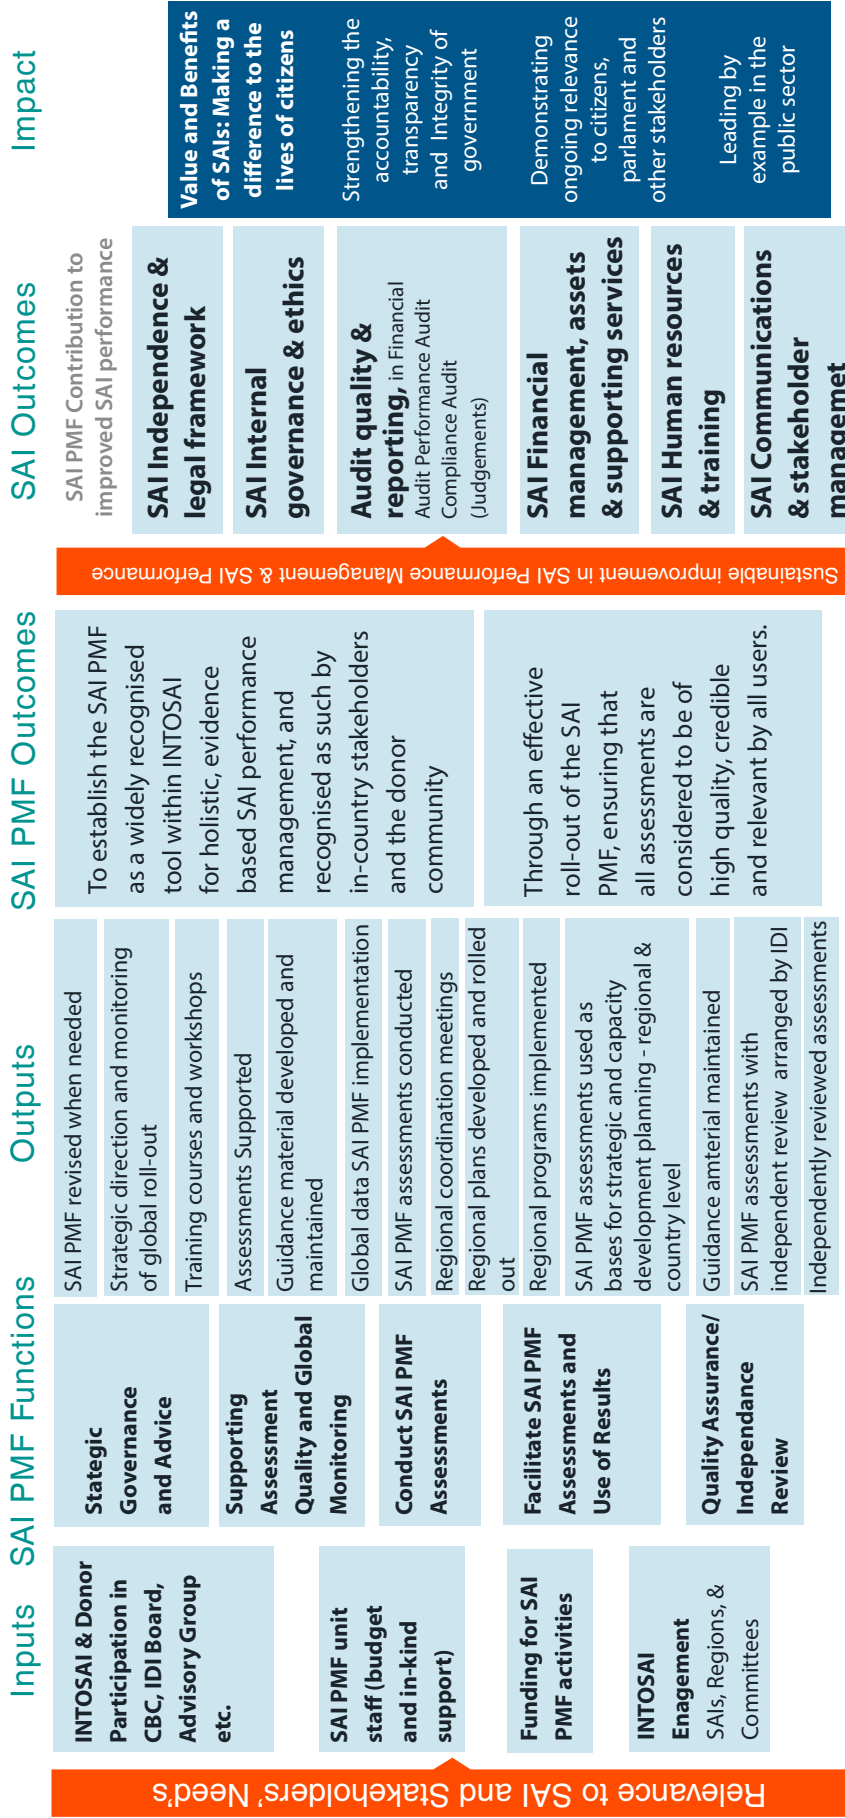 Relevance to SAI and Stakeholders’ Need’s
Inputs
INTOSAI & Donor
Participation in
CBC, IDI Board,
Advisory Group
etc.
SAI PMF unit
staff (budget
and in-kind
support)
Funding for SAI
PMF activities
INTOSAI
Enagement
SAIs, Regions, &
Committees
SAI PMF Functions
Stategic
Governance
and Advice
Supporting
Assessment
Quality and Global
Monitoring
Conduct SAI PMF
Assessments
Facilitate SAI PMF
Assessments and
Use of Results
Quality Assurance/
Independance
Review
Outputs
SAI PMF revised when needed
Strategic direction and monitoring
of global roll-out
Training courses and workshops
Assessments Supported
Guidance material developed and
maintained
Global data SAI PMF implementation
SAI PMF assessments conducted
Regional coordination meetings
Regional plans developed and rolled
out
Regional programs implemented
SAI PMF assessments used as
bases for strategic and capacity
development planning - regional &
country level
Guidance amterial maintained
SAI PMF assessments with
independent review arranged by IDI
Independently reviewed assessments
SAI PMF Outcomes
To establish the SAI PMF
as a widely recognised
tool within INTOSAI
for holistic, evidence
based SAI performance
management, and
recognised as such by
in-country stakeholders
and the donor
community
Through an effective
roll-out of the SAI
PMF, ensuring that
all assessments are
considered to be of
high quality, credible
and relevant by all users.
Sustainable improvement in SAI Performance Management & SAI Performance
SAI Outcomes
SAI PMF Contribution to
improved SAI performance
SAI Independence &
legal framework
SAI Internal
governance & ethics
Audit quality &
reporting, in Financial
Audit Performance Audit
Compliance Audit
(Judgements)
SAI Financial
management, assets
& supporting services
SAI Human resources
& training
SAI Communications
& stakeholder
managemet
Impact
Value and Benefits
of SAIs: Making a
difference to the
lives of citizens
Strengthening the
accountability,
transparency
and Integrity of
government
Demonstrating
ongoing relevance
to citizens,
parliament and
other stakeholders
Leading by
example in the
public sector